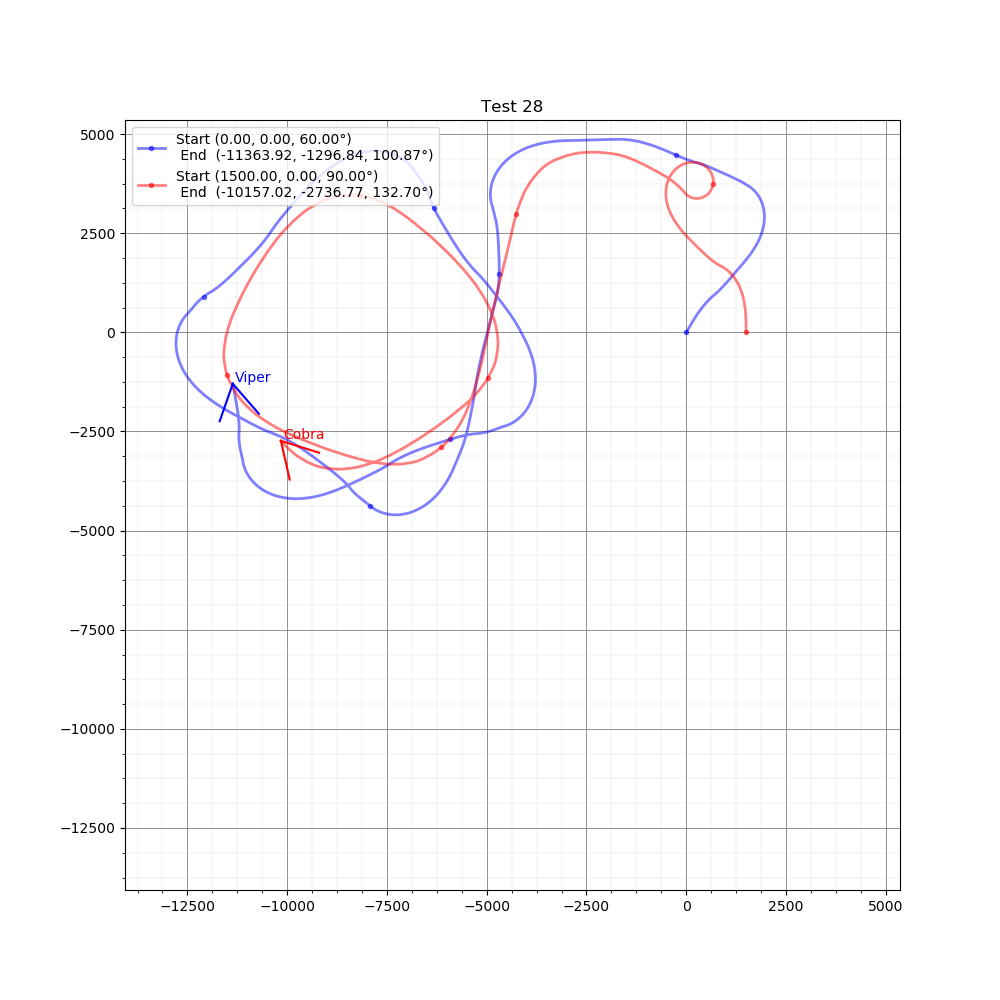 Test 28
Start (0.00, 0.00, 60.00°)
End (-11363.92, -1296.84, 100.87°)
Start (1500.00, 0.00, 90.00°)
End (-10157.02, -2736.77, 132.70°)
5000
2500
0
−2500
−5000
−7500
−10000
−12500
Viper
Cobra
−12500 −10000 −7500 −5000 −2500 0 2500 5000